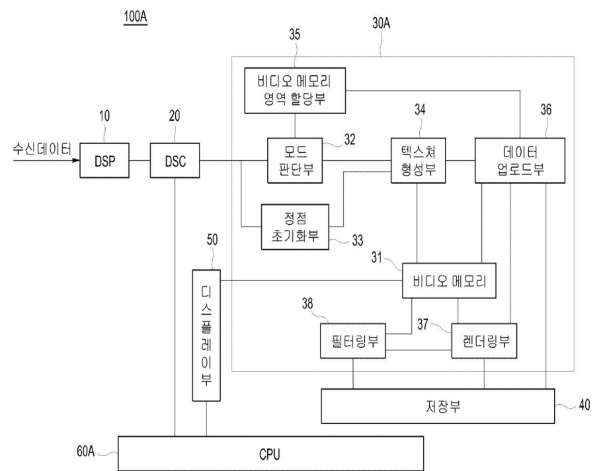 100A
30A
35
비디오 메모리
영역 할당부
34
36
10
20
32
수신데이터
DSP
DSC
모드
판단부
텍스쳐
형성부
데이터
업로드부
정점
초기화부
33
50
31
비디오 메모리
디스플레이부
38
37
필터링부
렌더링부
저장부
40
60A
CPU